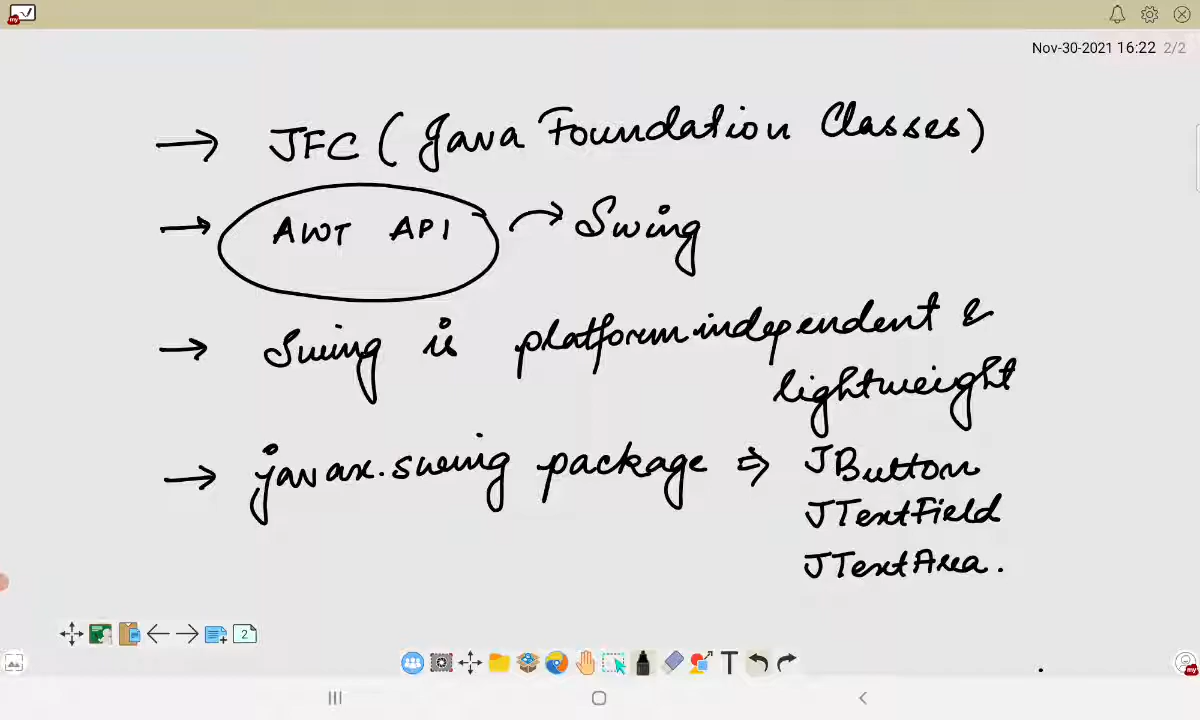 Nov-30-2021 16:22 2/2
→ JFC (Java Foundation Classes)
→ AWT API → Swing
→ Swing is platform independent &
lightweight
→ javax.swing package ⇒ JButton
JTextField
JTextArea.
2